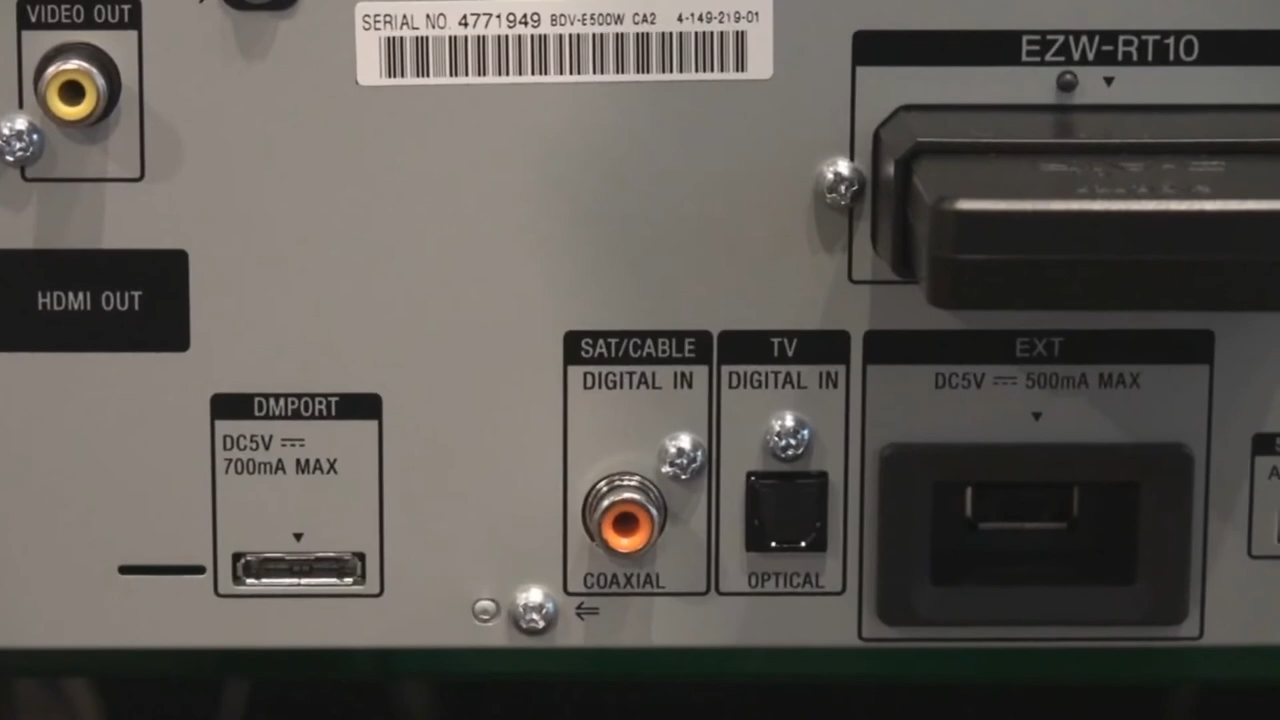 VIDEO OUT
SERIAL NO. 4771949 BDV-E500W CA2 4-149-219-01
EZW-RT10
HDMI OUT
DMPORT
DC5V
700mA MAX
SAT/CABLE
DIGITAL IN
COAXIAL
TV
DIGITAL IN
OPTICAL
EXT
DC5V ⎓ 500mA MAX